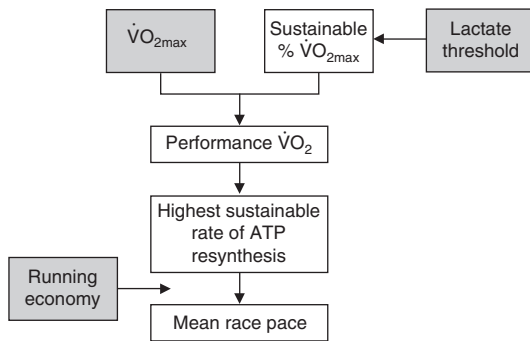 V̇O₂max
Sustainable
% V̇O₂max
Lactate
threshold
Performance V̇O₂
Highest sustainable
rate of ATP
resynthesis
Running
economy
Mean race pace